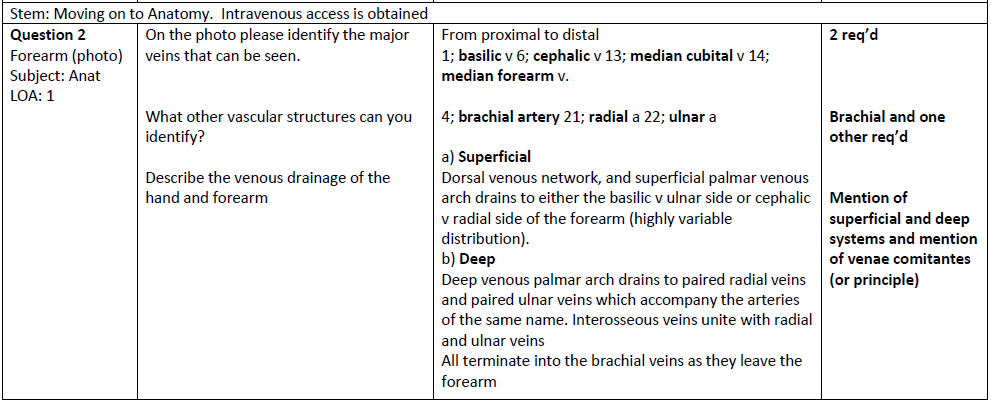 Stem: Moving on to Anatomy.  Intravenous access is obtained
Question 2
Forearm (photo)
Subject: Anat
LOA: 1
On the photo please identify the major
veins that can be seen.
What other vascular structures can you
identify?
Describe the venous drainage of the
hand and forearm
From proximal to distal
1; basilic v 6; cephalic v 13; median cubital v 14;
median forearm v.
4; brachial artery 21; radial a 22; ulnar a
a) Superficial
Dorsal venous network, and superficial palmar venous
arch drains to either the basilic v ulnar side or cephalic
v radial side of the forearm (highly variable
distribution).
b) Deep
Deep venous palmar arch drains to paired radial veins
and paired ulnar veins which accompany the arteries
of the same name. Interosseous veins unite with radial
and ulnar veins
All terminate into the brachial veins as they leave the
forearm
2 req’d
Brachial and one
other req’d
Mention of
superficial and deep
systems and mention
of venae comitantes
(or principle)